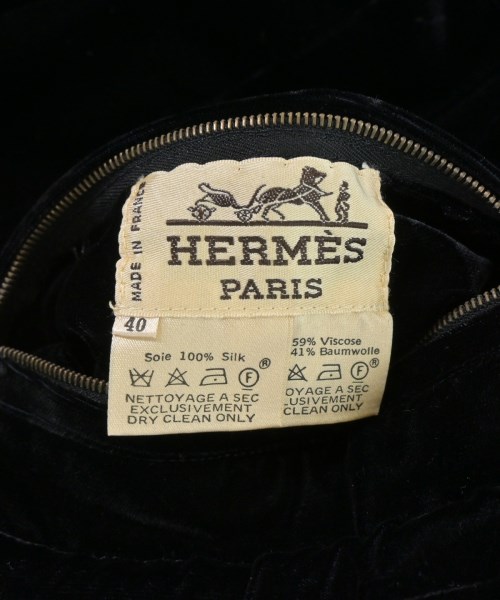 MADE IN FRANCE
HERMÈS
PARIS
40
Soie 100% Silk
®
F
NETTOYAGE A SEC
EXCLUSIVEMENT
DRY CLEAN ONLY
59% Viscose
41% Baumwolle
®
F
OYAGE A SEC
LUSIVEMENT
CLEAN ONLY